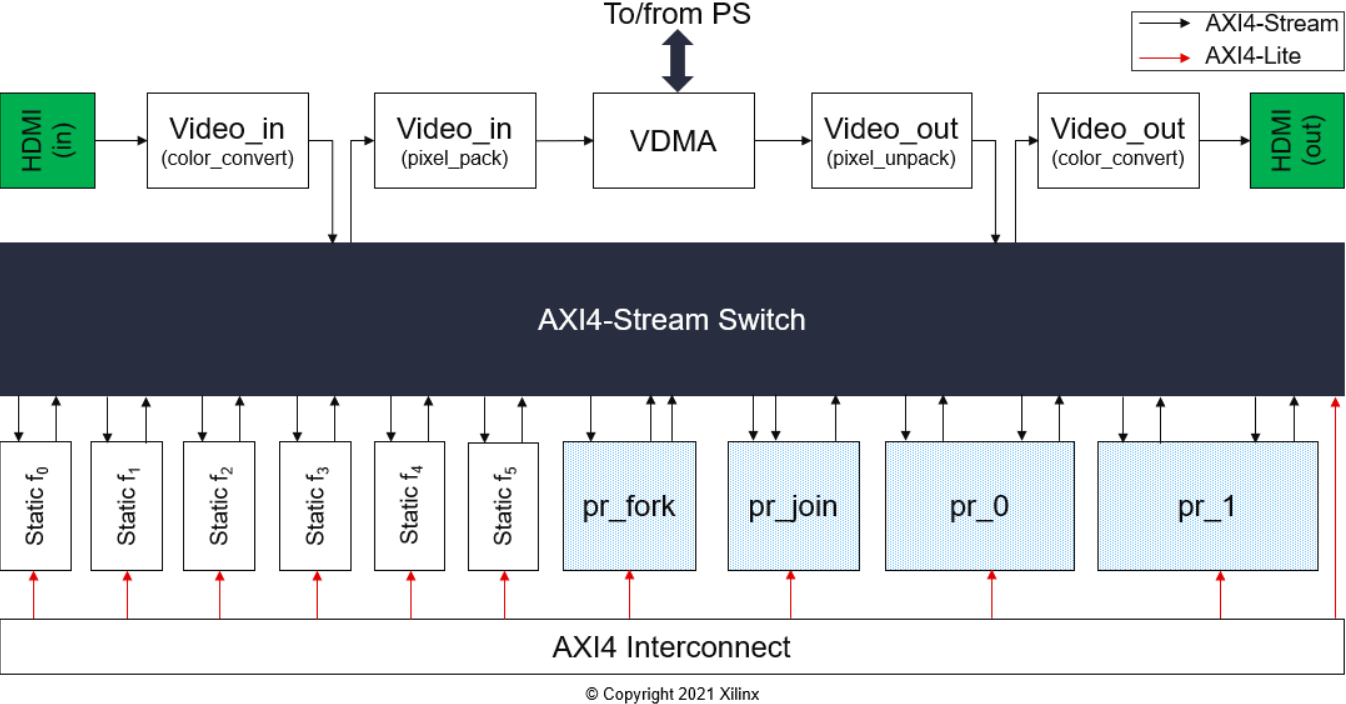 To/from PS
AXI4-Stream
AXI4-Lite
HDMI
(in)
Video_in
(color_convert)
Video_in
(pixel_pack)
VDMA
Video_out
(pixel_unpack)
Video_out
(color_convert)
HDMI
(out)
AXI4-Stream Switch
Static f0
Static f1
Static f2
Static f3
Static f4
Static f5
pr_fork
pr_join
pr_0
pr_1
AXI4 Interconnect
© Copyright 2021 Xilinx